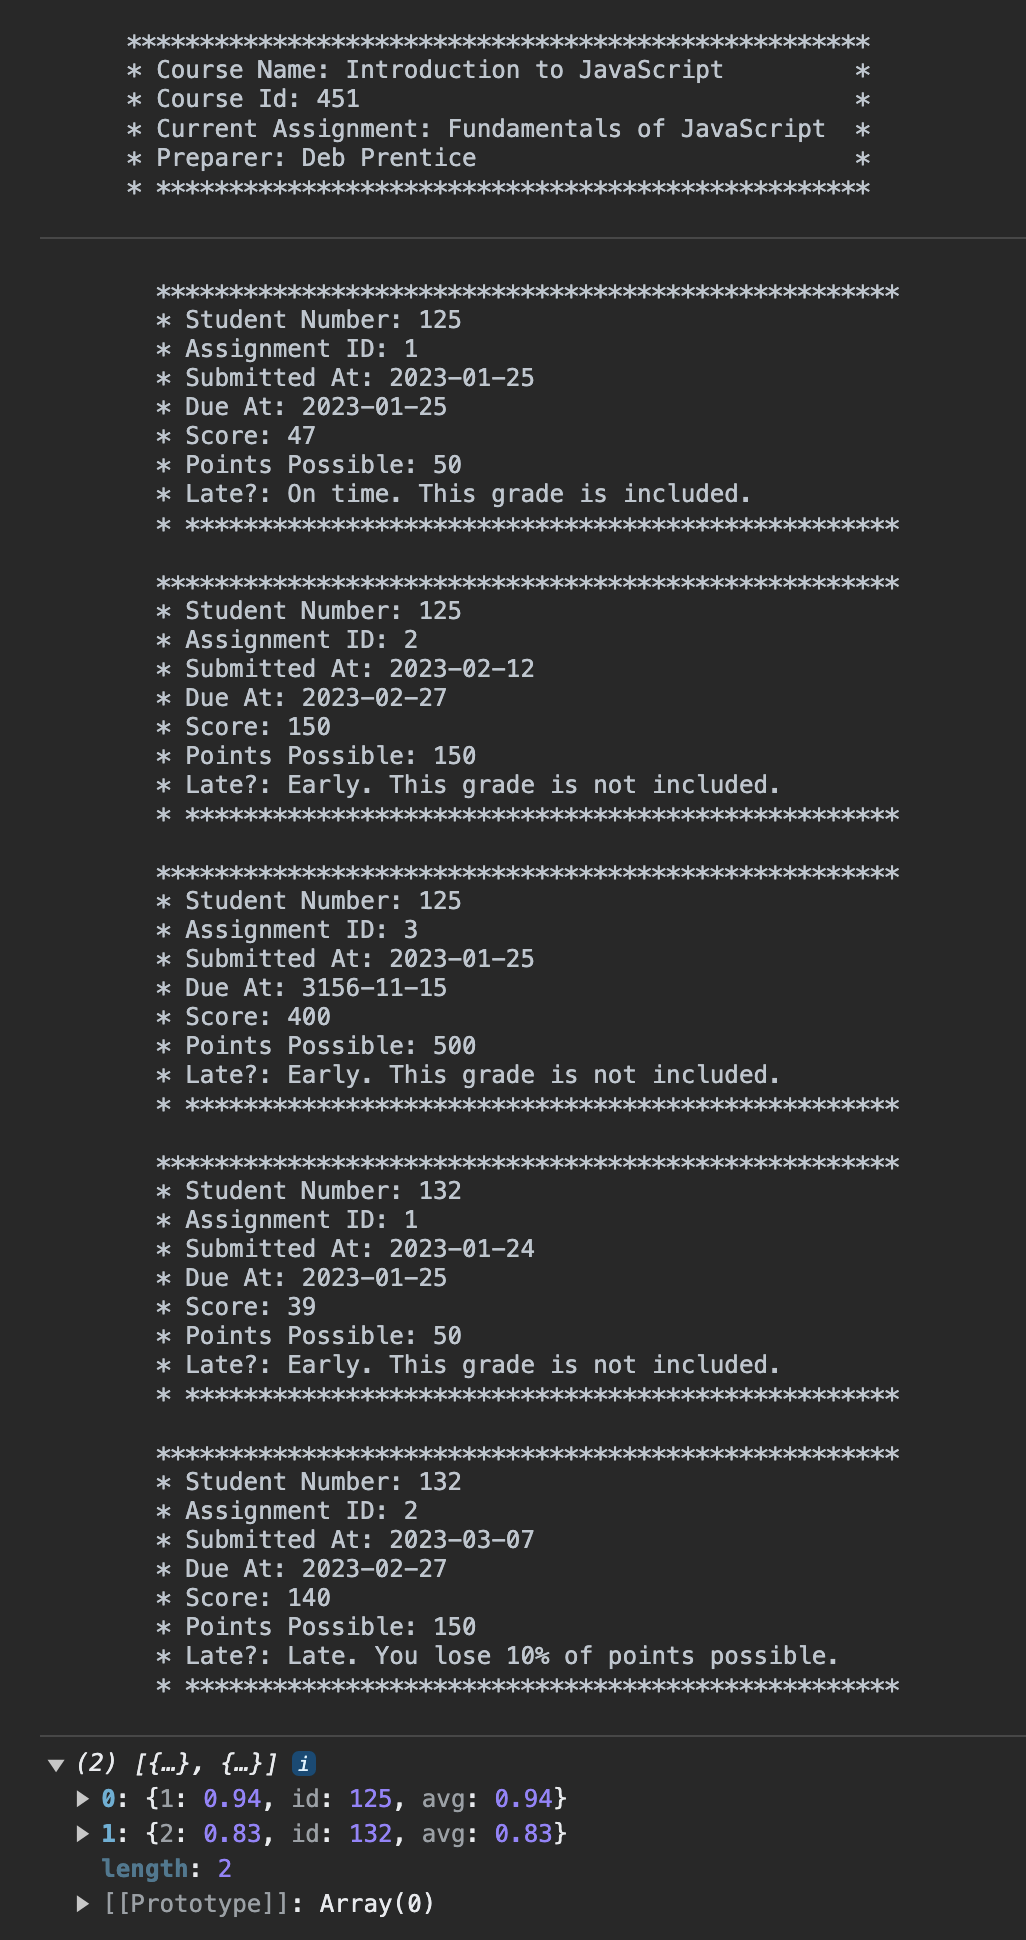 ***************************************************
* Course Name: Introduction to JavaScript         *
* Course Id: 451                                  *
* Current Assignment: Fundamentals of JavaScript  *
* Preparer: Deb Prentice                          *
* *************************************************
***************************************************
* Student Number: 125
* Assignment ID: 1
* Submitted At: 2023-01-25
* Due At: 2023-01-25
* Score: 47
* Points Possible: 50
* Late?: On time. This grade is included.
* *************************************************
***************************************************
* Student Number: 125
* Assignment ID: 2
* Submitted At: 2023-02-12
* Due At: 2023-02-27
* Score: 150
* Points Possible: 150
* Late?: Early. This grade is not included.
* *************************************************
***************************************************
* Student Number: 125
* Assignment ID: 3
* Submitted At: 2023-01-25
* Due At: 3156-11-15
* Score: 400
* Points Possible: 500
* Late?: Early. This grade is not included.
* *************************************************
***************************************************
* Student Number: 132
* Assignment ID: 1
* Submitted At: 2023-01-24
* Due At: 2023-01-25
* Score: 39
* Points Possible: 50
* Late?: Early. This grade is not included.
* *************************************************
***************************************************
* Student Number: 132
* Assignment ID: 2
* Submitted At: 2023-03-07
* Due At: 2023-02-27
* Score: 140
* Points Possible: 150
* Late?: Late. You lose 10% of points possible.
* *************************************************
▼ (2) [{…}, {…}] i
▶ 0: {1: 0.94, id: 125, avg: 0.94}
▶ 1: {2: 0.83, id: 132, avg: 0.83}
length: 2
▶ [[Prototype]]: Array(0)